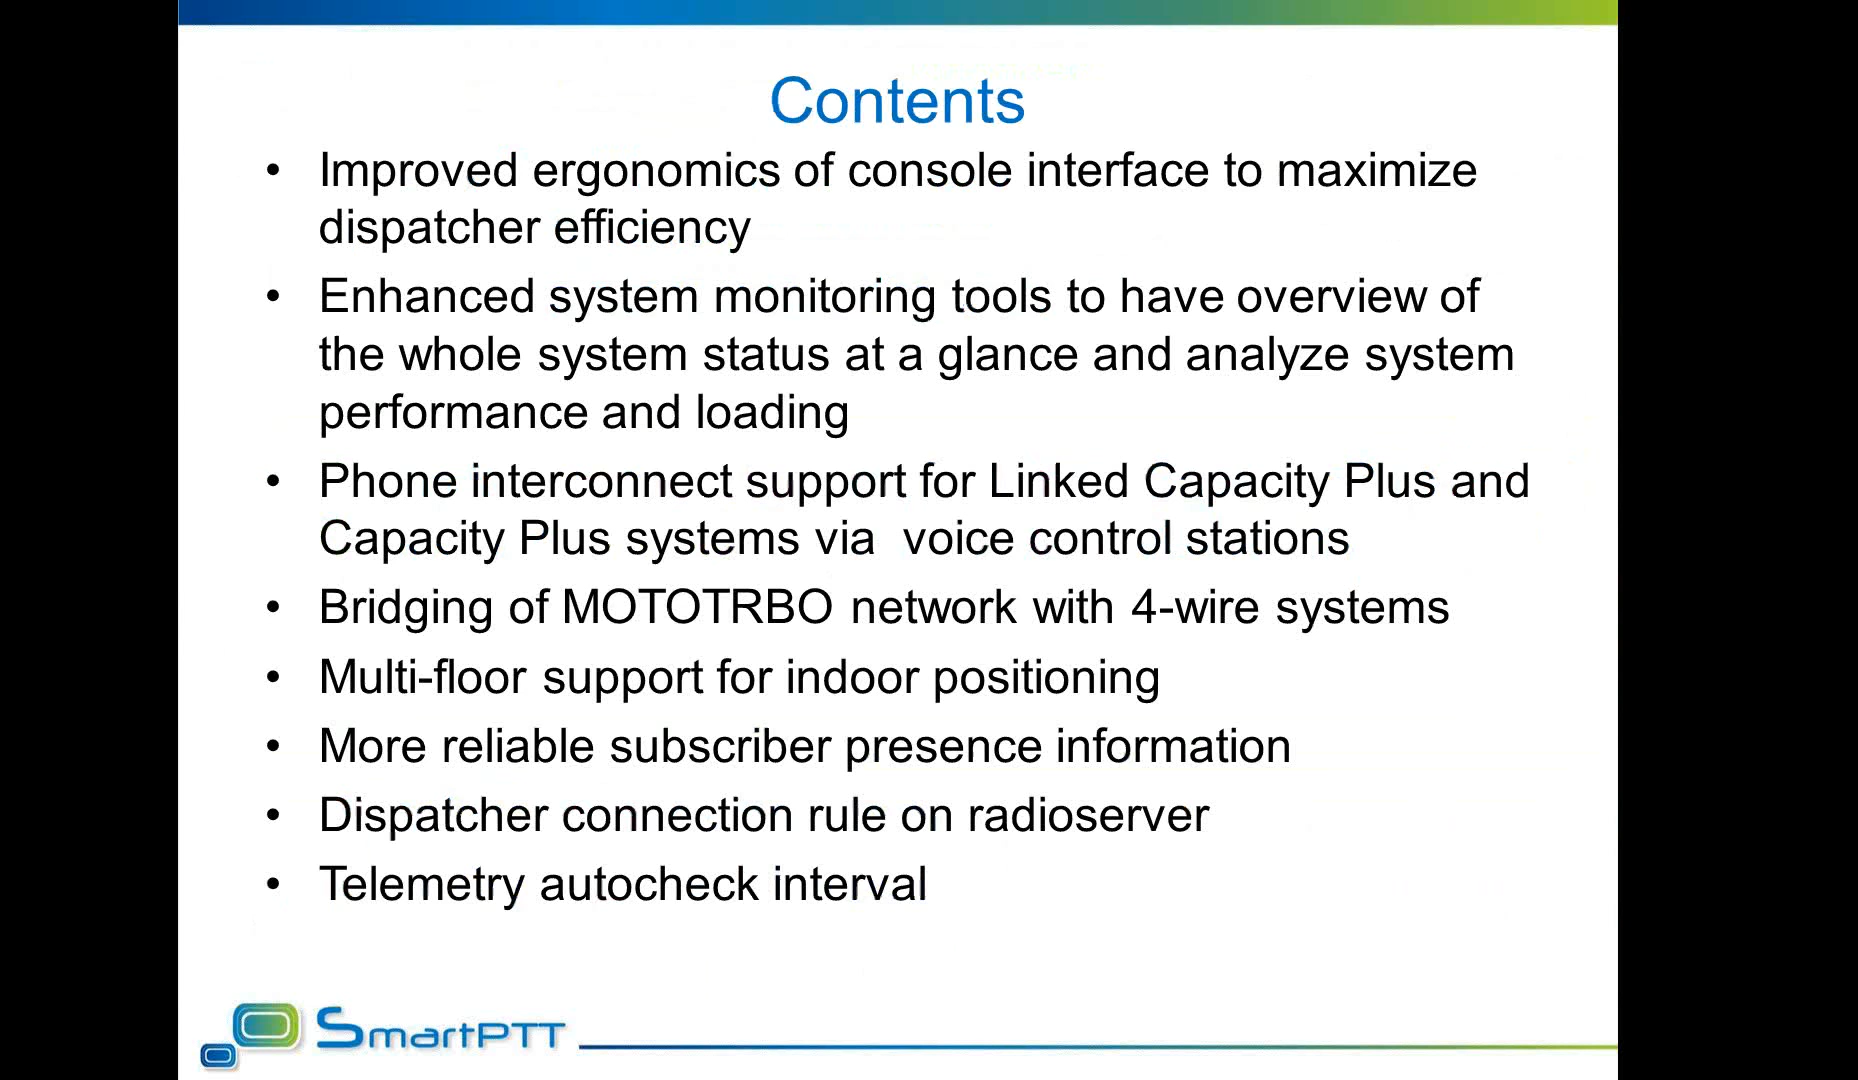 Contents
• Improved ergonomics of console interface to maximize
dispatcher efficiency
• Enhanced system monitoring tools to have overview of
the whole system status at a glance and analyze system
performance and loading
• Phone interconnect support for Linked Capacity Plus and
Capacity Plus systems via  voice control stations
• Bridging of MOTOTRBO network with 4-wire systems
• Multi-floor support for indoor positioning
• More reliable subscriber presence information
• Dispatcher connection rule on radioserver
• Telemetry autocheck interval
SmartPTT